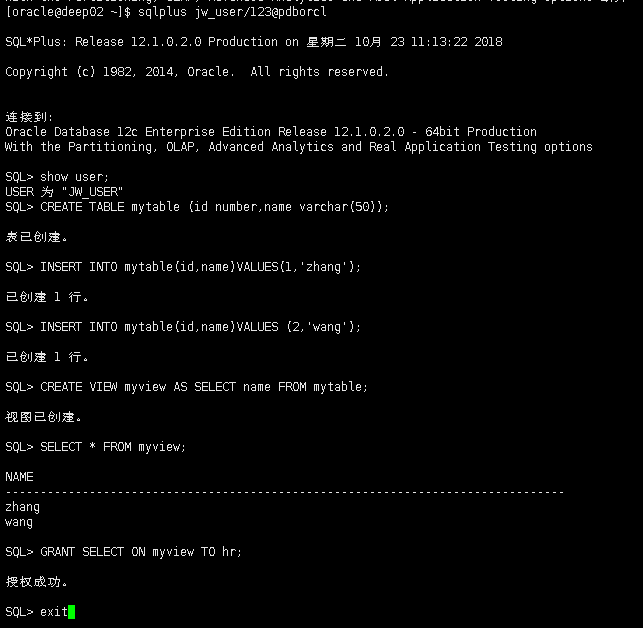 [oracle@deep02 ~]$ sqlplus jw_user/123@pdborcl
SQL*Plus: Release 12.1.0.2.0 Production on 星期二 10月 23 11:13:22 2018
Copyright (c) 1982, 2014, Oracle.  All rights reserved.
连接到:
Oracle Database 12c Enterprise Edition Release 12.1.0.2.0 - 64bit Production
With the Partitioning, OLAP, Advanced Analytics and Real Application Testing options
SQL> show user;
USER 为 "JW_USER"
SQL> CREATE TABLE mytable (id number,name varchar(50));
表已创建。
SQL> INSERT INTO mytable(id,name)VALUES(1,'zhang');
已创建 1 行。
SQL> INSERT INTO mytable(id,name)VALUES (2,'wang');
已创建 1 行。
SQL> CREATE VIEW myview AS SELECT name FROM mytable;
视图已创建。
SQL> SELECT * FROM myview;
NAME
--------------------------------------------------------------------------------
zhang
wang
SQL> GRANT SELECT ON myview TO hr;
授权成功。
SQL> exit